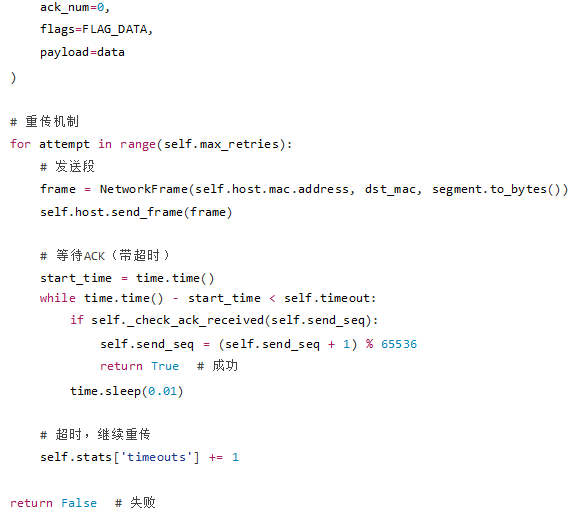 ack_num=0,
flags=FLAG_DATA,
payload=data
)
# 重传机制
for attempt in range(self.max_retries):
# 发送段
frame = NetworkFrame(self.host.mac.address, dst_mac, segment.to_bytes())
self.host.send_frame(frame)
# 等待ACK（带超时）
start_time = time.time()
while time.time() - start_time < self.timeout:
if self._check_ack_received(self.send_seq):
self.send_seq = (self.send_seq + 1) % 65536
return True  # 成功
time.sleep(0.01)
# 超时，继续重传
self.stats['timeouts'] += 1
return False  # 失败